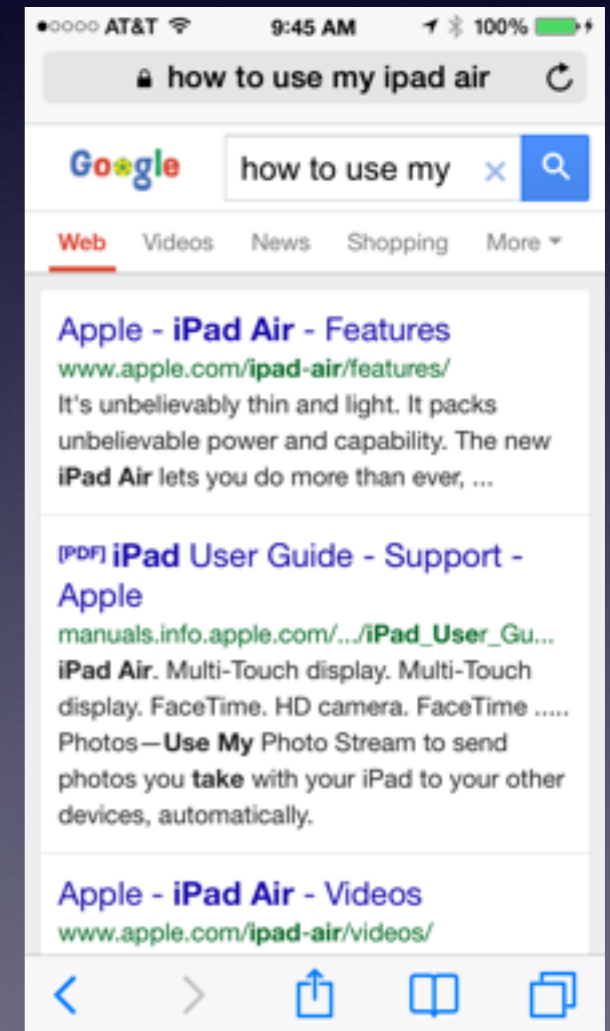 AT&T 9:45 AM 100%
how to use my ipad air
Google how to use my
Web Videos News Shopping More
Apple - iPad Air - Features
www.apple.com/ipad-air/features/
It's unbelievably thin and light. It packs
unbelievable power and capability. The new
iPad Air lets you do more than ever, ...
[PDF] iPad User Guide - Support -
Apple
manuals.info.apple.com/.../iPad_User_Gu...
iPad Air. Multi-Touch display. Multi-Touch
display. FaceTime. HD camera. FaceTime .....
Photos—Use My Photo Stream to send
photos you take with your iPad to your other
devices, automatically.
Apple - iPad Air - Videos
www.apple.com/ipad-air/videos/